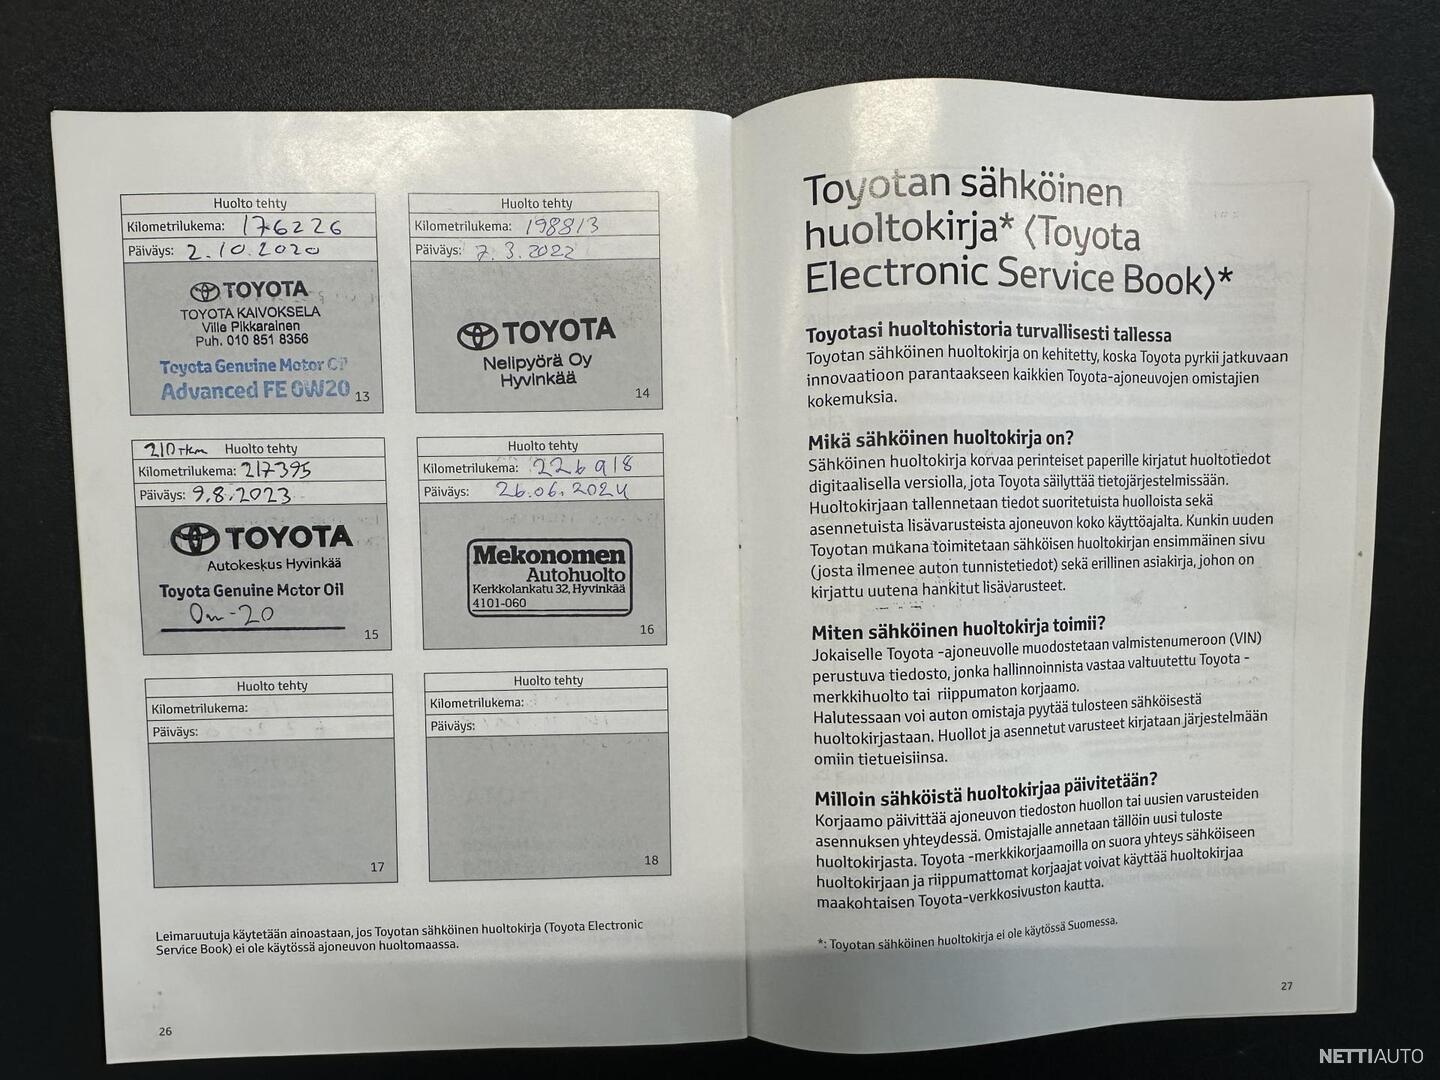 Huolto tehty
Kilometrilukema: 176226
Päiväys: 2.10.2020
TOYOTA
TOYOTA KAIVOKSELA
Ville Pikkarainen
Puh. 010 851 8356
Toyota Genuine Motor Oil
Advanced FE 0W20
13
Huolto tehty
Kilometrilukema: 198813
Päiväys: 7.3.2022
TOYOTA
Nelipyörä Oy
Hyvinkää
14
210 tkm Huolto tehty
Kilometrilukema: 217395
Päiväys: 9.8.2023
TOYOTA
Autokeskus Hyvinkää
Toyota Genuine Motor Oil
0w-20
15
Huolto tehty
Kilometrilukema: 226918
Päiväys: 26.06.2024
Mekonomen
Autohuolto
Kerkkolankatu 32, Hyvinkää
4101-060
16
Huolto tehty
Kilometrilukema:
Päiväys:
17
Huolto tehty
Kilometrilukema:
Päiväys:
18
Leimaruutuja käytetään ainoastaan, jos Toyotan sähköinen huoltokirja (Toyota Electronic
Service Book) ei ole käytössä ajoneuvon huoltomaassa.
26
Toyotan sähköinen
huoltokirja* (Toyota
Electronic Service Book)*
Toyotasi huoltohistoria turvallisesti tallessa
Toyotan sähköinen huoltokirja on kehitetty, koska Toyota pyrkii jatkuvaan
innovaatioon parantaakseen kaikkien Toyota-ajoneuvojen omistajien
kokemuksia.
Mikä sähköinen huoltokirja on?
Sähköinen huoltokirja korvaa perinteiset paperille kirjatut huoltotiedot
digitaalisella versiolla, jota Toyota säilyttää tietojärjestelmissään.
Huoltokirjaan tallennetaan tiedot suoritetuista huolloista sekä
asennetuista lisävarusteista ajoneuvon koko käyttöajalta. Kunkin uuden
Toyotan mukana toimitetaan sähköisen huoltokirjan ensimmäinen sivu
(josta ilmenee auton tunnistetiedot) sekä erillinen asiakirja, johon on
kirjattu uutena hankitut lisävarusteet.
Miten sähköinen huoltokirja toimii?
Jokaiselle Toyota -ajoneuvolle muodostetaan valmistenumeroon (VIN)
perustuva tiedosto, jonka hallinnoinnista vastaa valtuutettu Toyota -
merkkihuolto tai riippumaton korjaamo.
Halutessaan voi auton omistaja pyytää tulosteen sähköisestä
huoltokirjastaan. Huollot ja asennetut varusteet kirjataan järjestelmään
omiin tietueisiinsa.
Milloin sähköistä huoltokirjaa päivitetään?
Korjaamo päivittää ajoneuvon tiedoston huollon tai uusien varusteiden
asennuksen yhteydessä. Omistajalle annetaan tällöin uusi tuloste
huoltokirjasta. Toyota -merkkikorjaamoilla on suora yhteys sähköiseen
huoltokirjaan ja riippumattomat korjaajat voivat käyttää huoltokirjaa
maakohtaisen Toyota-verkkosivuston kautta.
*: Toyotan sähköinen huoltokirja ei ole käytössä Suomessa.
27
NETTIAUTO